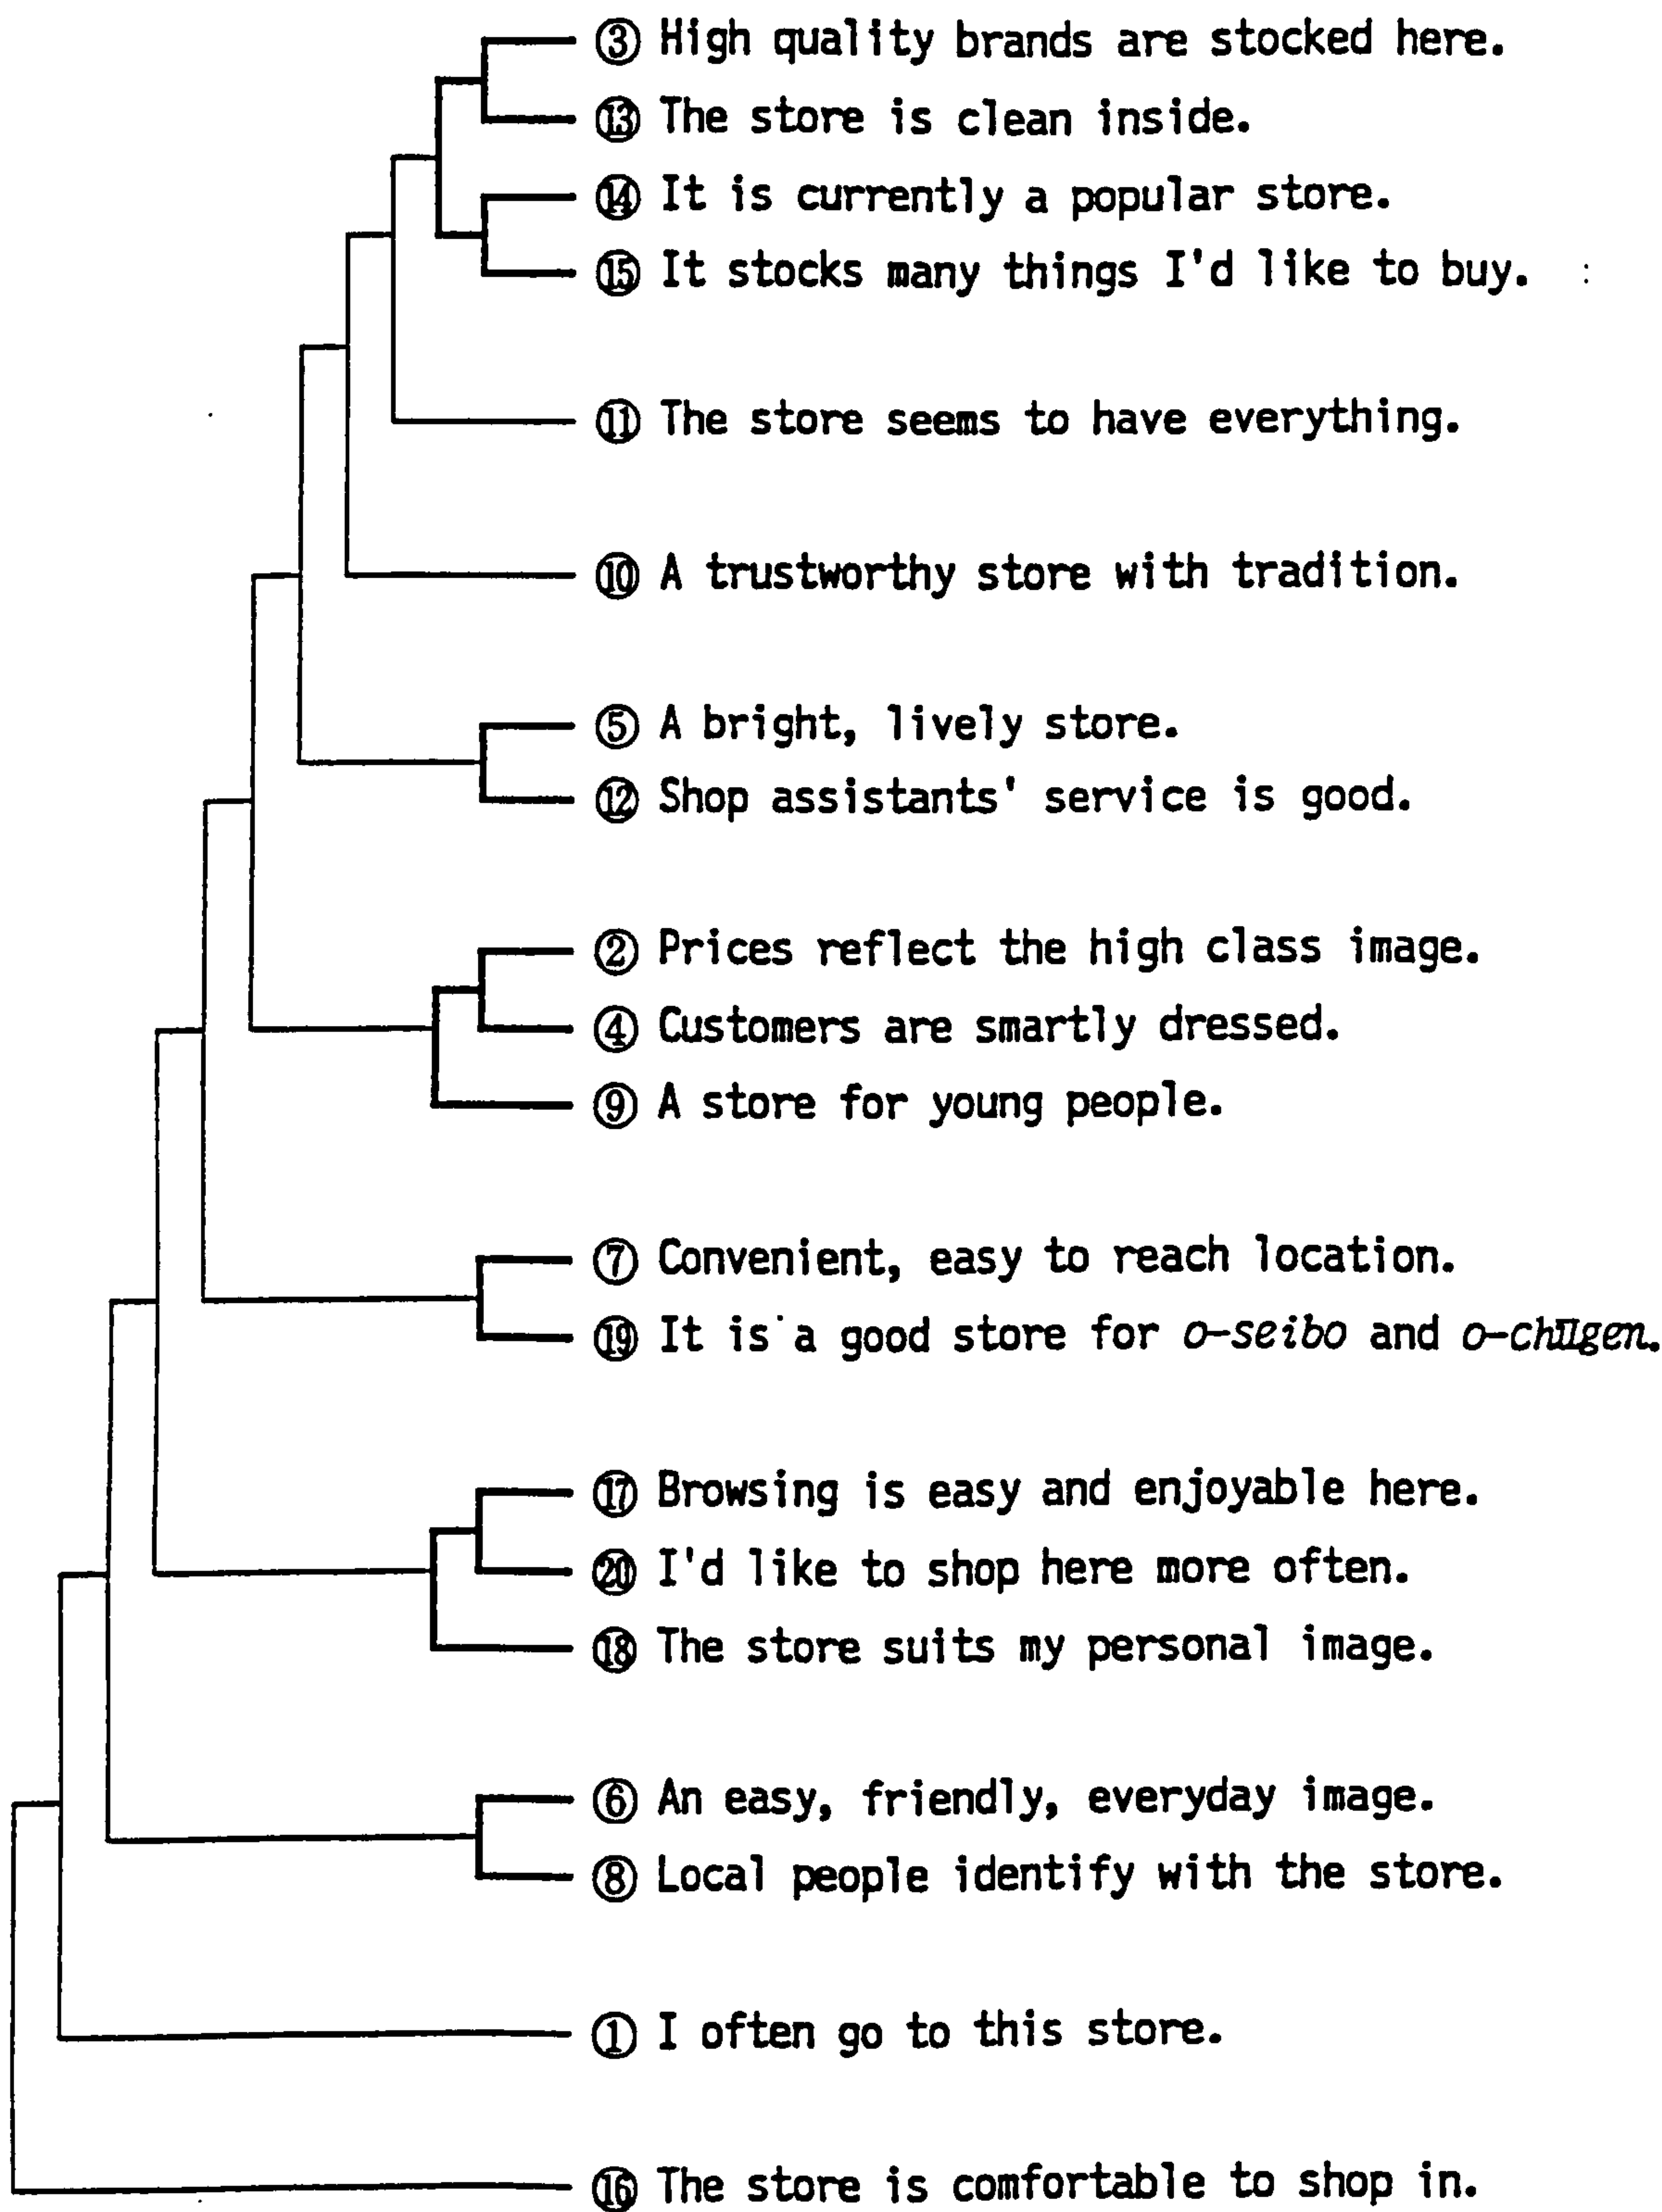 ③ High quality brands are stocked here.
⑬ The store is clean inside.
⑭ It is currently a popular store.
⑮ It stocks many things I'd like to buy.
⑪ The store seems to have everything.
⑩ A trustworthy store with tradition.
⑤ A bright, lively store.
⑫ Shop assistants' service is good.
② Prices reflect the high class image.
④ Customers are smartly dressed.
⑨ A store for young people.
⑦ Convenient, easy to reach location.
⑲ It is a good store for o-seibo and o-chūgen.
⑰ Browsing is easy and enjoyable here.
⑳ I'd like to shop here more often.
⑱ The store suits my personal image.
⑥ An easy, friendly, everyday image.
⑧ Local people identify with the store.
① I often go to this store.
⑯ The store is comfortable to shop in.